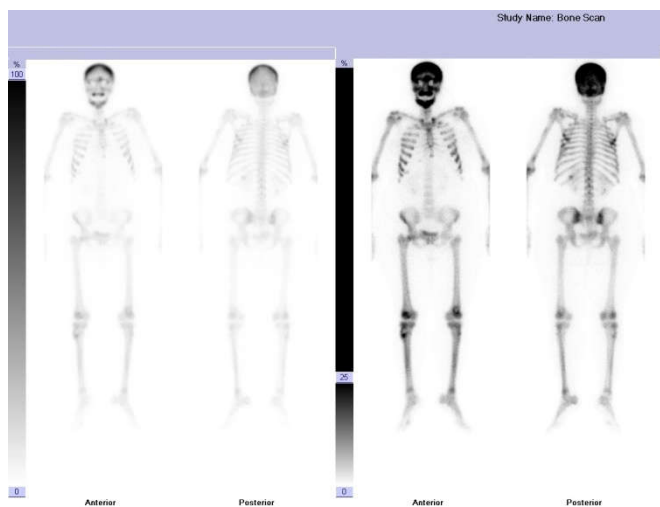 Study Name: Bone Scan
%
100
0
%
25
0
Anterior
Posterior
Anterior
Posterior